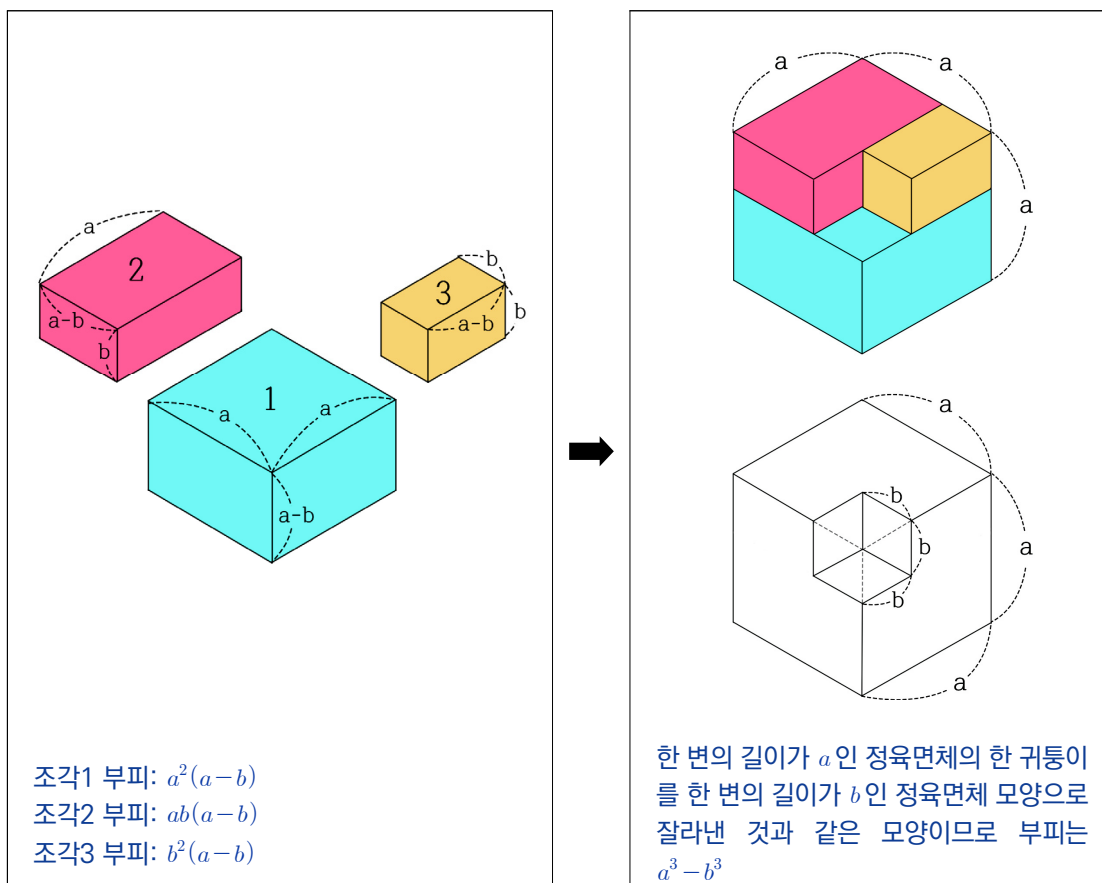 2
a
a-b
b
3
b
b
a-b
1
a
a
a-b
조각1 부피: a²(a-b)
조각2 부피: ab(a-b)
조각3 부피: b²(a-b)
a
a
a
a
b
b
a
b
a
한 변의 길이가 a인 정육면체의 한 귀퉁이
를 한 변의 길이가 b인 정육면체 모양으로
잘라낸 것과 같은 모양이므로 부피는
a³-b³